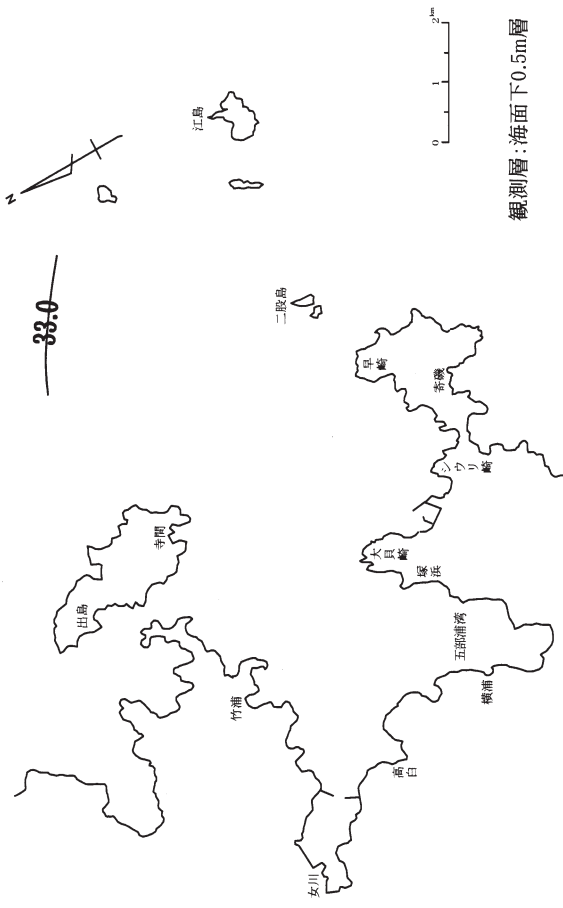 N
33.0
江島
二股島
早崎
寄磯
シウリ崎
大貝崎
塚浜
寺間
出島
五部浦湾
横浦
竹浦
高白
女川
0 1 2km
観測層:海面下0.5m層